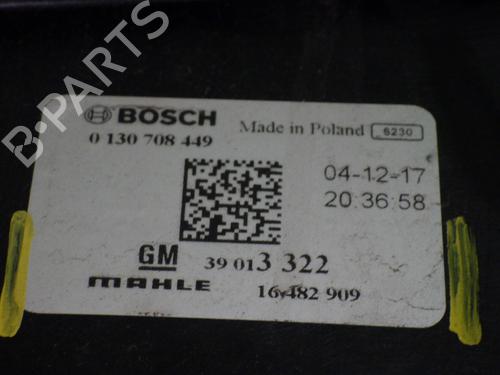 B-PARTS
BOSCH
0 130 708 449
Made in Poland 6230
04-12-17
20:36:58
GM 39 013 322
MAHLE 16 482 909